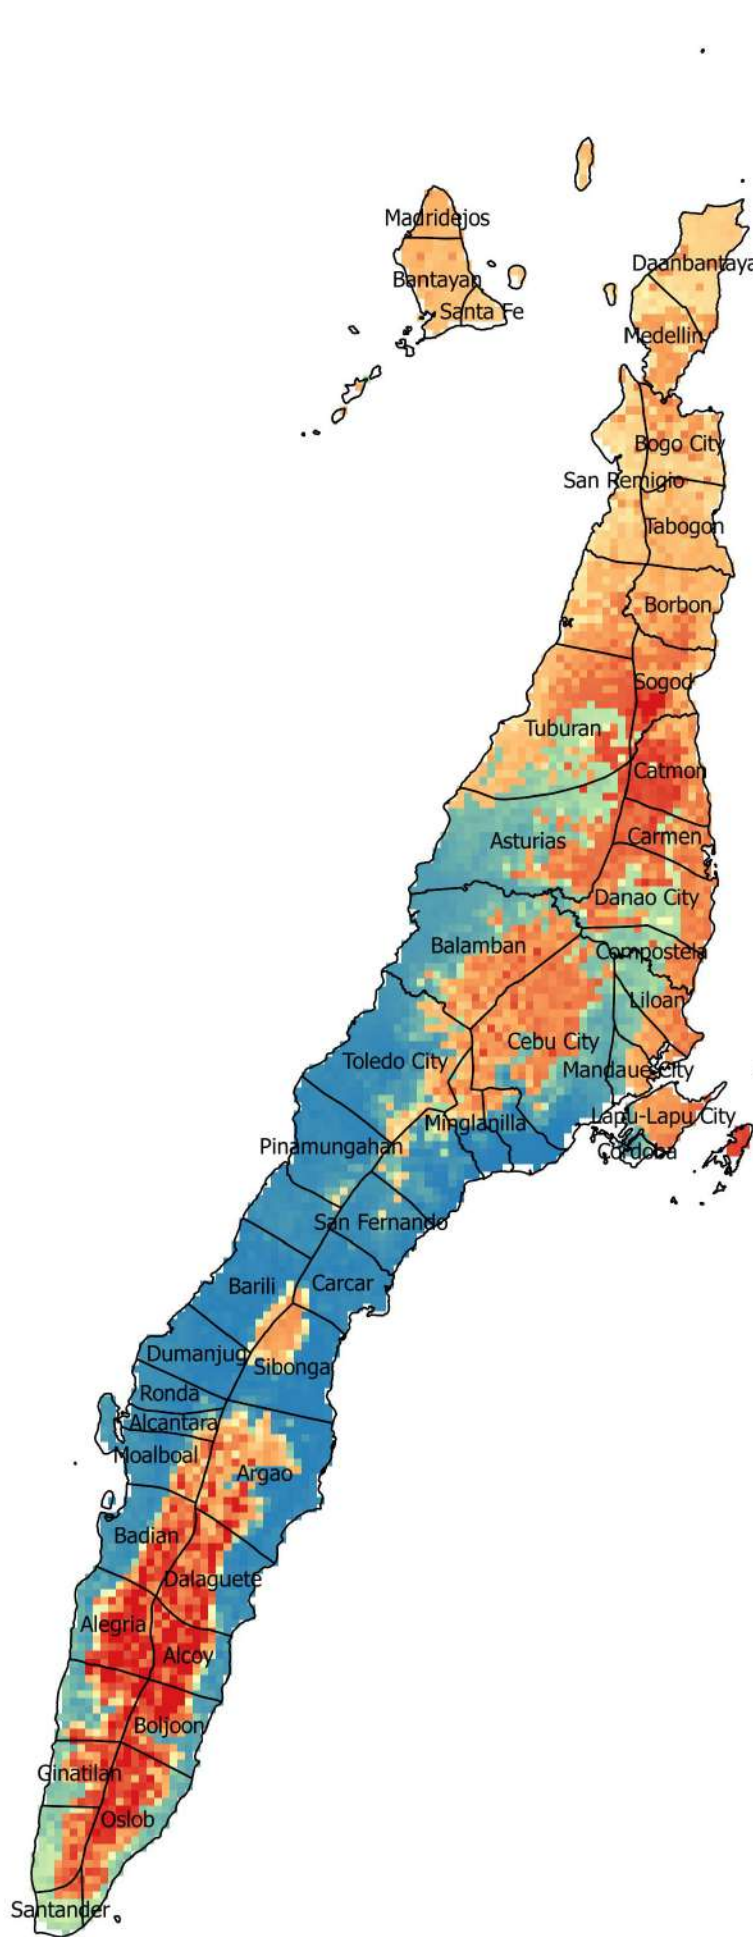 Madridejos
Daanbantaya
Bantayan
Santa Fe
Medellin
Bogo City
San Remigio
Tabogon
Borbon
Sogod
Tuburan
Catmon
Carmen
Asturias
Danao City
Balamban
Compostela
Liloan
Cebu City
Toledo City
Mandaue City
Lapu-Lapu City
Minglanilla
Pinamungahan
Cordoba
San Fernando
Barili
Carcar
Dumanjug
Sibonga
Ronda
Alcantara
Moalboal
Argao
Badian
Dalaguete
Alegria
Alcoy
Boljoon
Ginatilan
Oslob
Santander